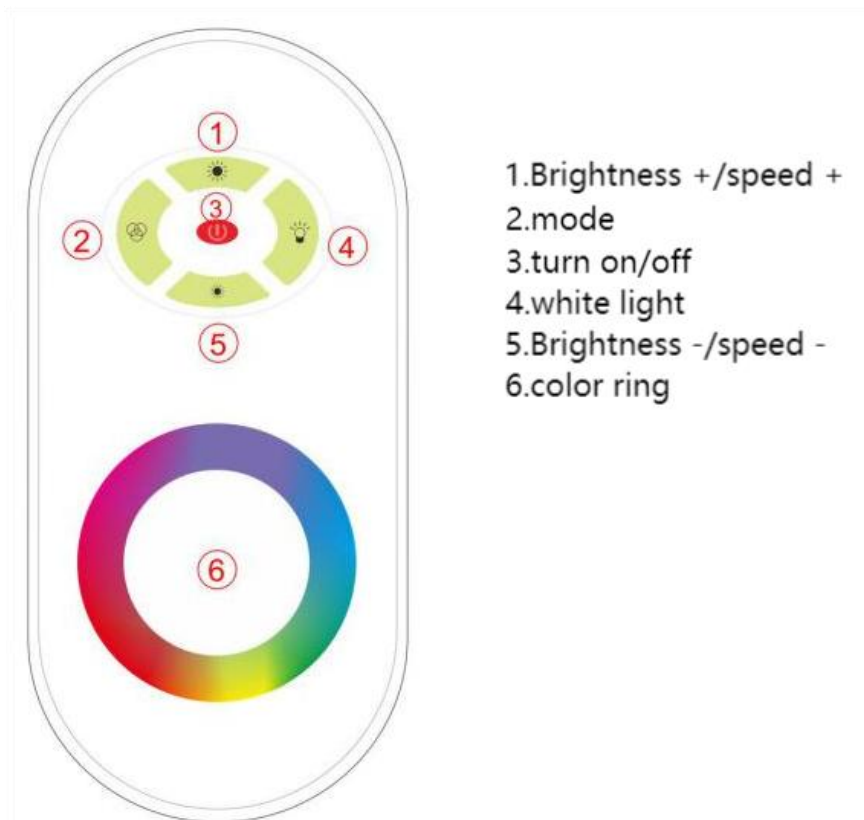 ①
③
②
④
⑤
⑥
1.Brightness +/speed +
2.mode
3.turn on/off
4.white light
5.Brightness -/speed -
6.color ring